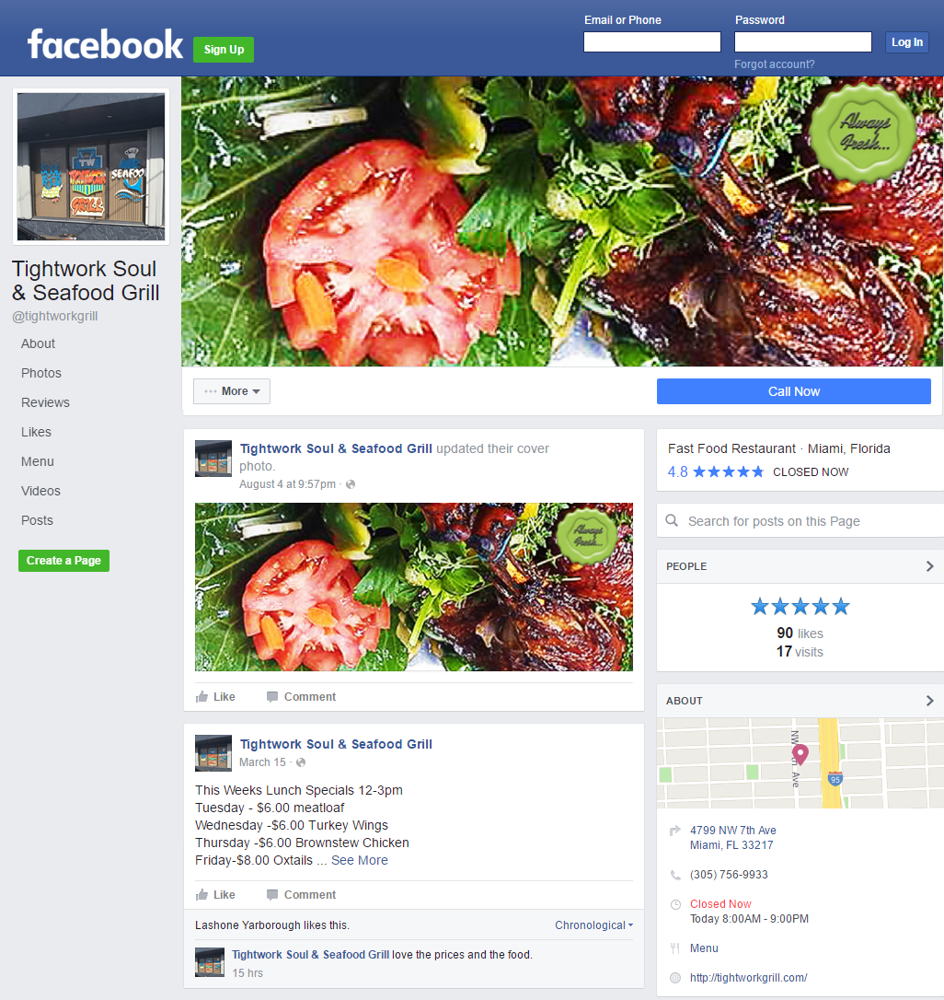 facebook
Sign Up
Email or Phone
Password
Log In
Forgot account?
TW
TIGHTWORK
GRILL
SEAFOO
Always
Fresh...
Tightwork Soul
& Seafood Grill
@tightworkgrill
About
Photos
Reviews
Likes
Menu
Videos
Posts
Create a Page
More
Call Now
Tightwork Soul & Seafood Grill updated their cover
photo.
August 4 at 9:57pm ·
Always
Fresh...
Like Comment
Tightwork Soul & Seafood Grill
March 15 ·
This Weeks Lunch Specials 12-3pm
Tuesday - $6.00 meatloaf
Wednesday -$6.00 Turkey Wings
Thursday -$6.00 Brownstew Chicken
Friday-$8.00 Oxtails ... See More
Like Comment
Lashone Yarborough likes this.
Chronological
Tightwork Soul & Seafood Grill love the prices and the food.
15 hrs
Fast Food Restaurant · Miami, Florida
4.8 CLOSED NOW
Search for posts on this Page
PEOPLE
90 likes
17 visits
ABOUT
NW Ave
95
4799 NW 7th Ave
Miami, FL 33217
(305) 756-9933
Closed Now
Today 8:00AM - 9:00PM
Menu
http://tightworkgrill.com/